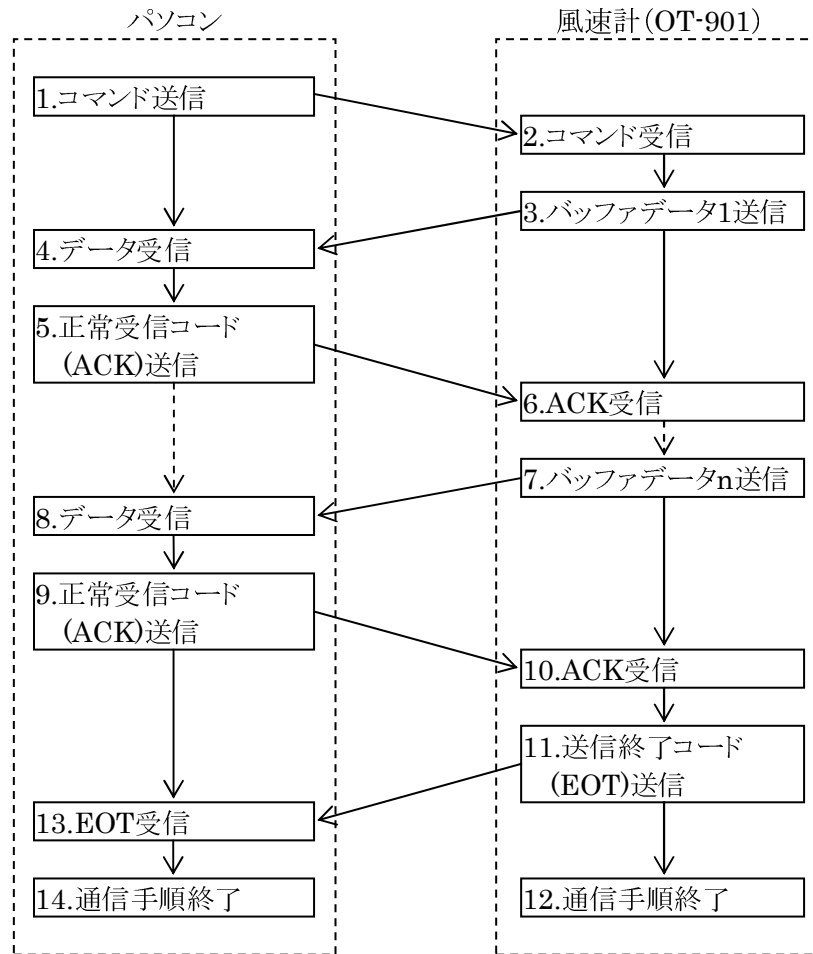 パソコン
風速計(OT-901)
1.コマンド送信
2.コマンド受信
3.バッファデータ1送信
4.データ受信
5.正常受信コード
(ACK)送信
6.ACK受信
7.バッファデータn送信
8.データ受信
9.正常受信コード
(ACK)送信
10.ACK受信
11.送信終了コード
(EOT)送信
13.EOT受信
14.通信手順終了
12.通信手順終了